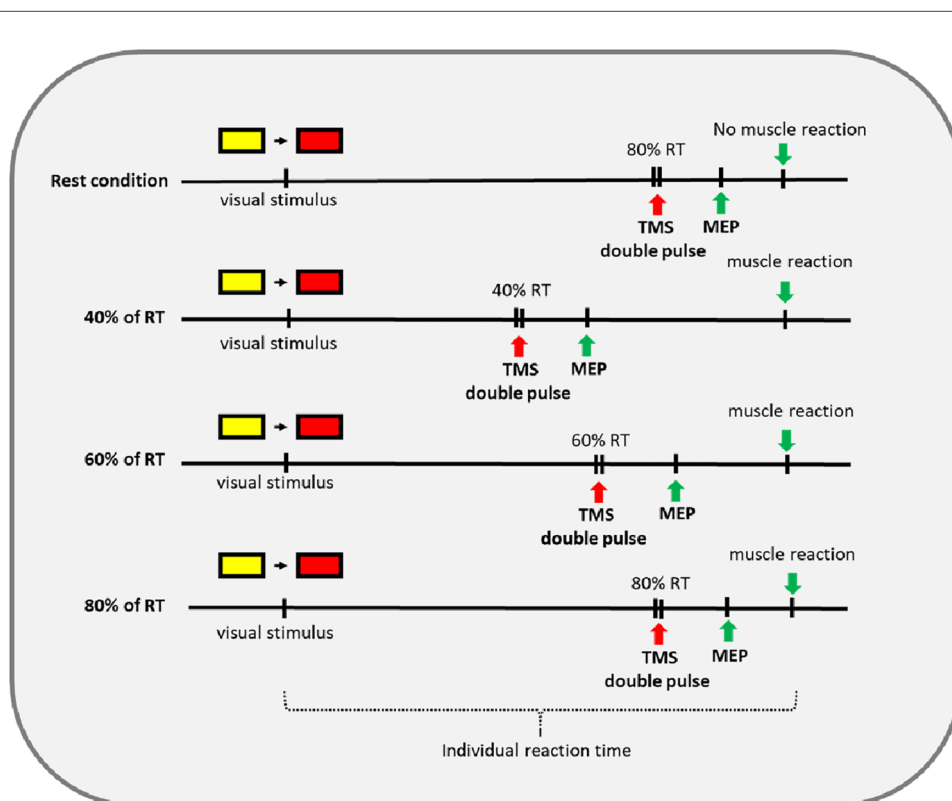 No muscle reaction
80% RT
Rest condition
visual stimulus
TMS MEP
double pulse
muscle reaction
40% RT
40% of RT
visual stimulus
TMS MEP
double pulse
muscle reaction
60% RT
60% of RT
visual stimulus
TMS MEP
double pulse
muscle reaction
80% RT
80% of RT
visual stimulus
TMS MEP
double pulse
Individual reaction time